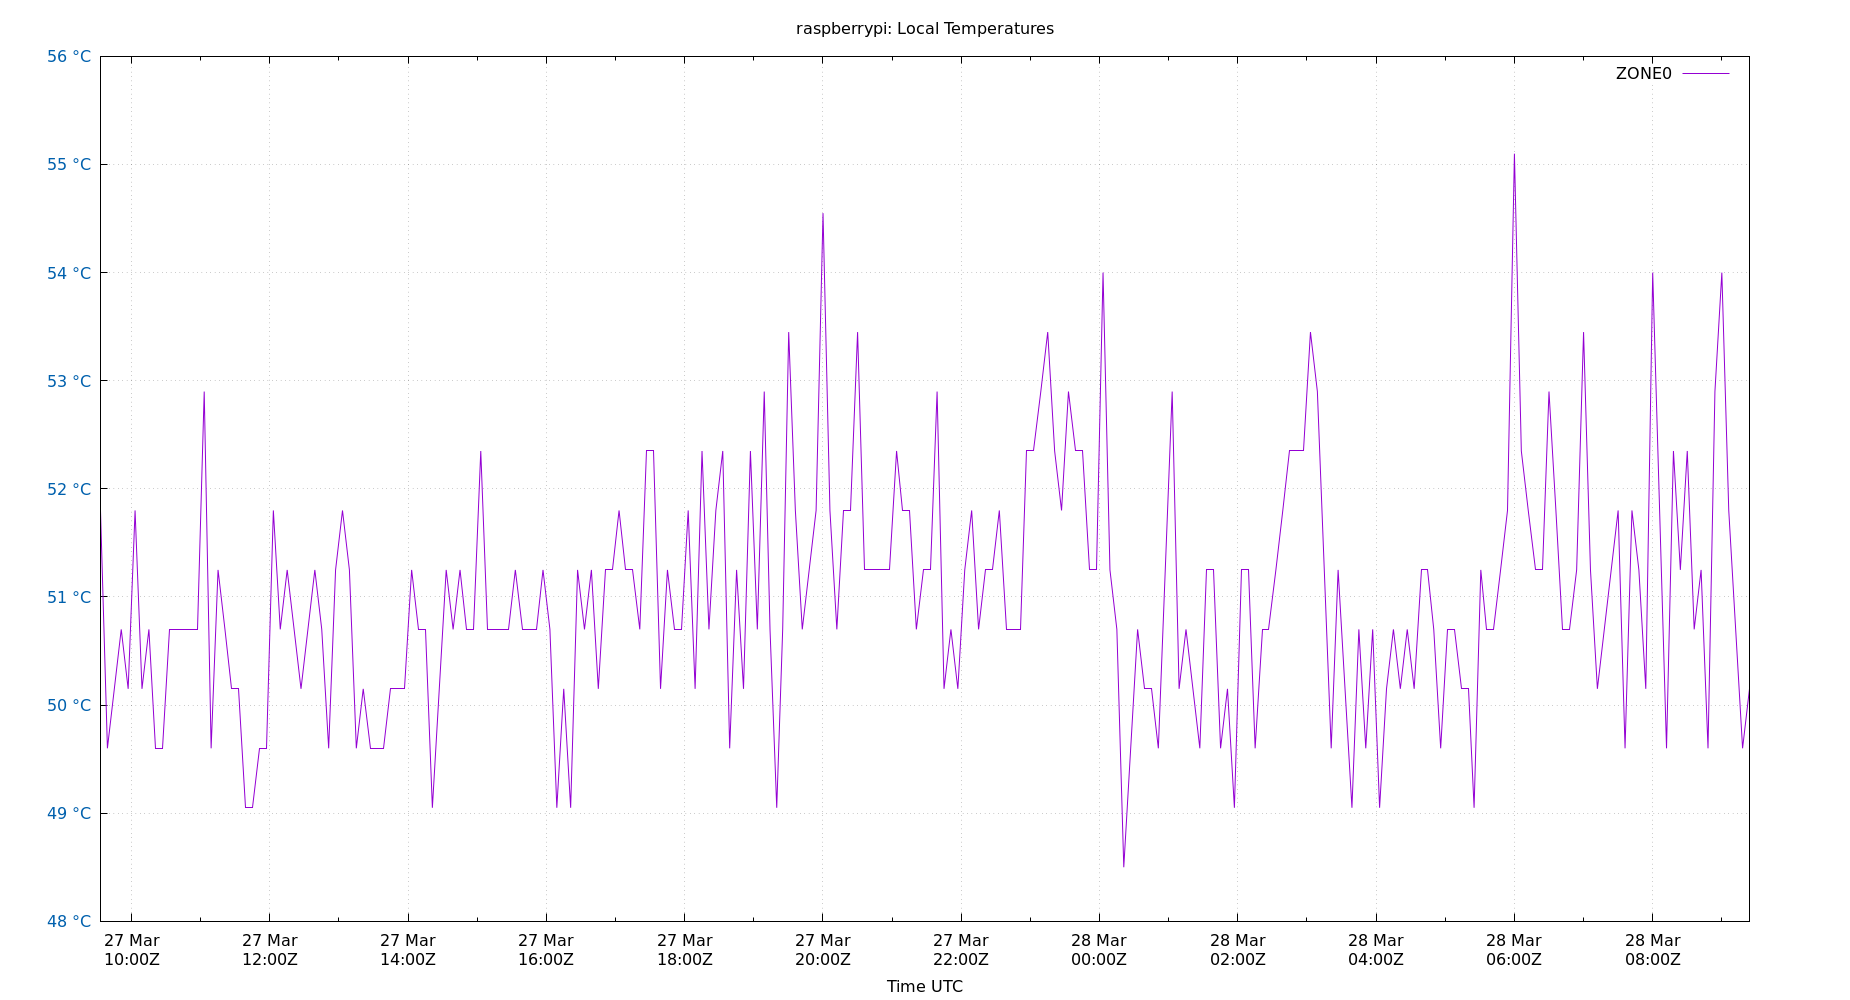 raspberrypi: Local Temperatures
56 °C
ZONE0
55 °C
54 °C
53 °C
52 °C
51 °C
50 °C
49 °C
48 °C
27 Mar 27 Mar 27 Mar 27 Mar 27 Mar 27 Mar 27 Mar 28 Mar 28 Mar 28 Mar 28 Mar 28 Mar
10:00Z 12:00Z 14:00Z 16:00Z 18:00Z 20:00Z 22:00Z 00:00Z 02:00Z 04:00Z 06:00Z 08:00Z
Time UTC